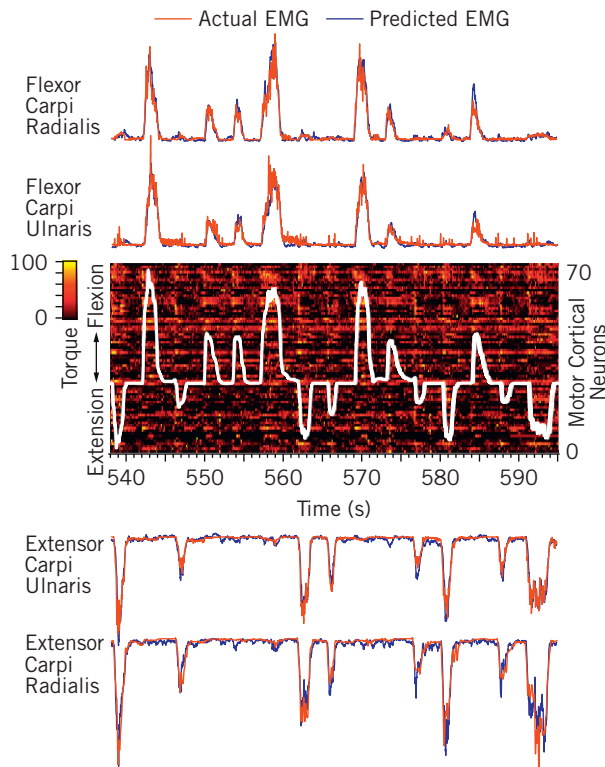 Actual EMG Predicted EMG
Flexor
Carpi
Radialis
Flexor
Carpi
Ulnaris
100
0
Torque
Extension
Flexion
70
0
Motor Cortical
Neurons
540 550 560 570 580 590
Time (s)
Extensor
Carpi
Ulnaris
Extensor
Carpi
Radialis